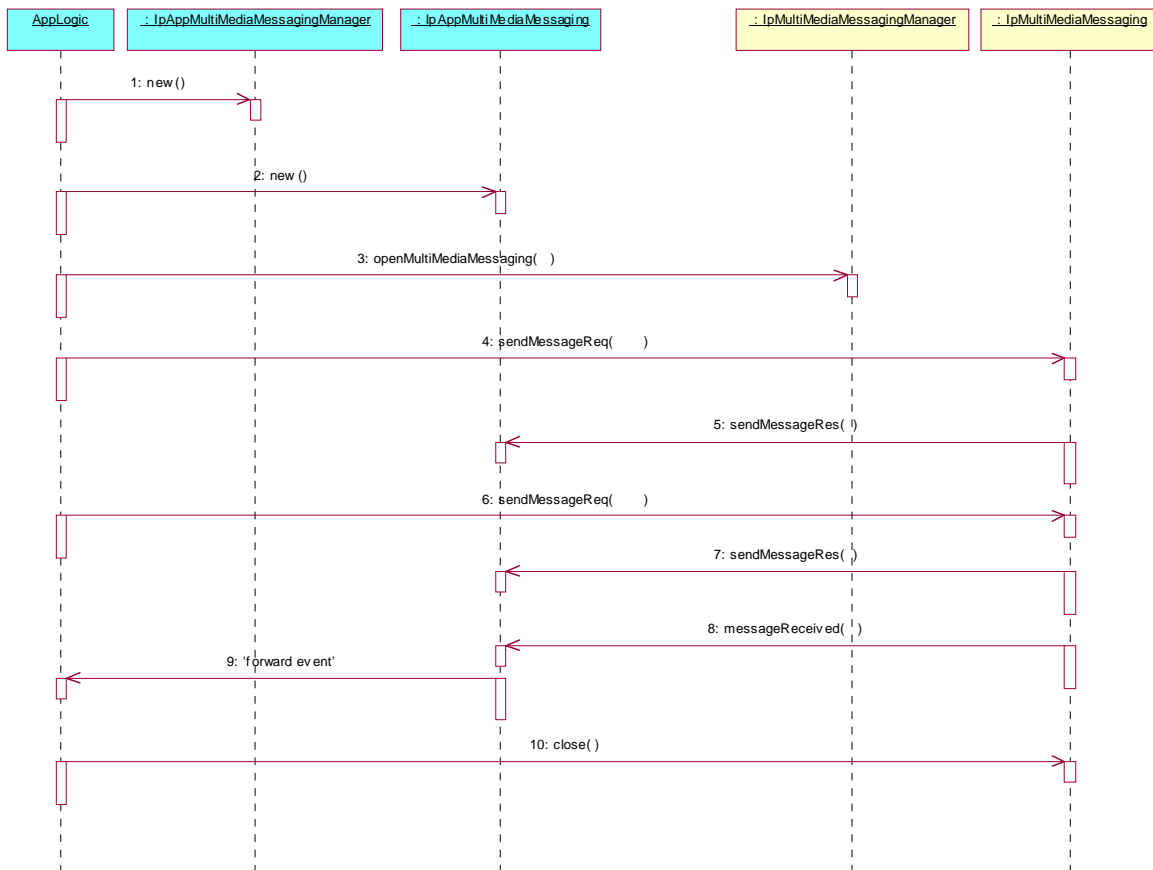 AppLogic
: IpAppMultiMediaMessagingManager
: IpAppMultiMediaMessaging
: IpMultiMediaMessagingManager
: IpMultiMediaMessaging
1: new()
2: new()
3: openMultiMediaMessaging( )
4: sendMessageReq( )
5: sendMessageRes( )
6: sendMessageReq( )
7: sendMessageRes( )
8: messageReceived( )
9: 'forward event'
10: close()